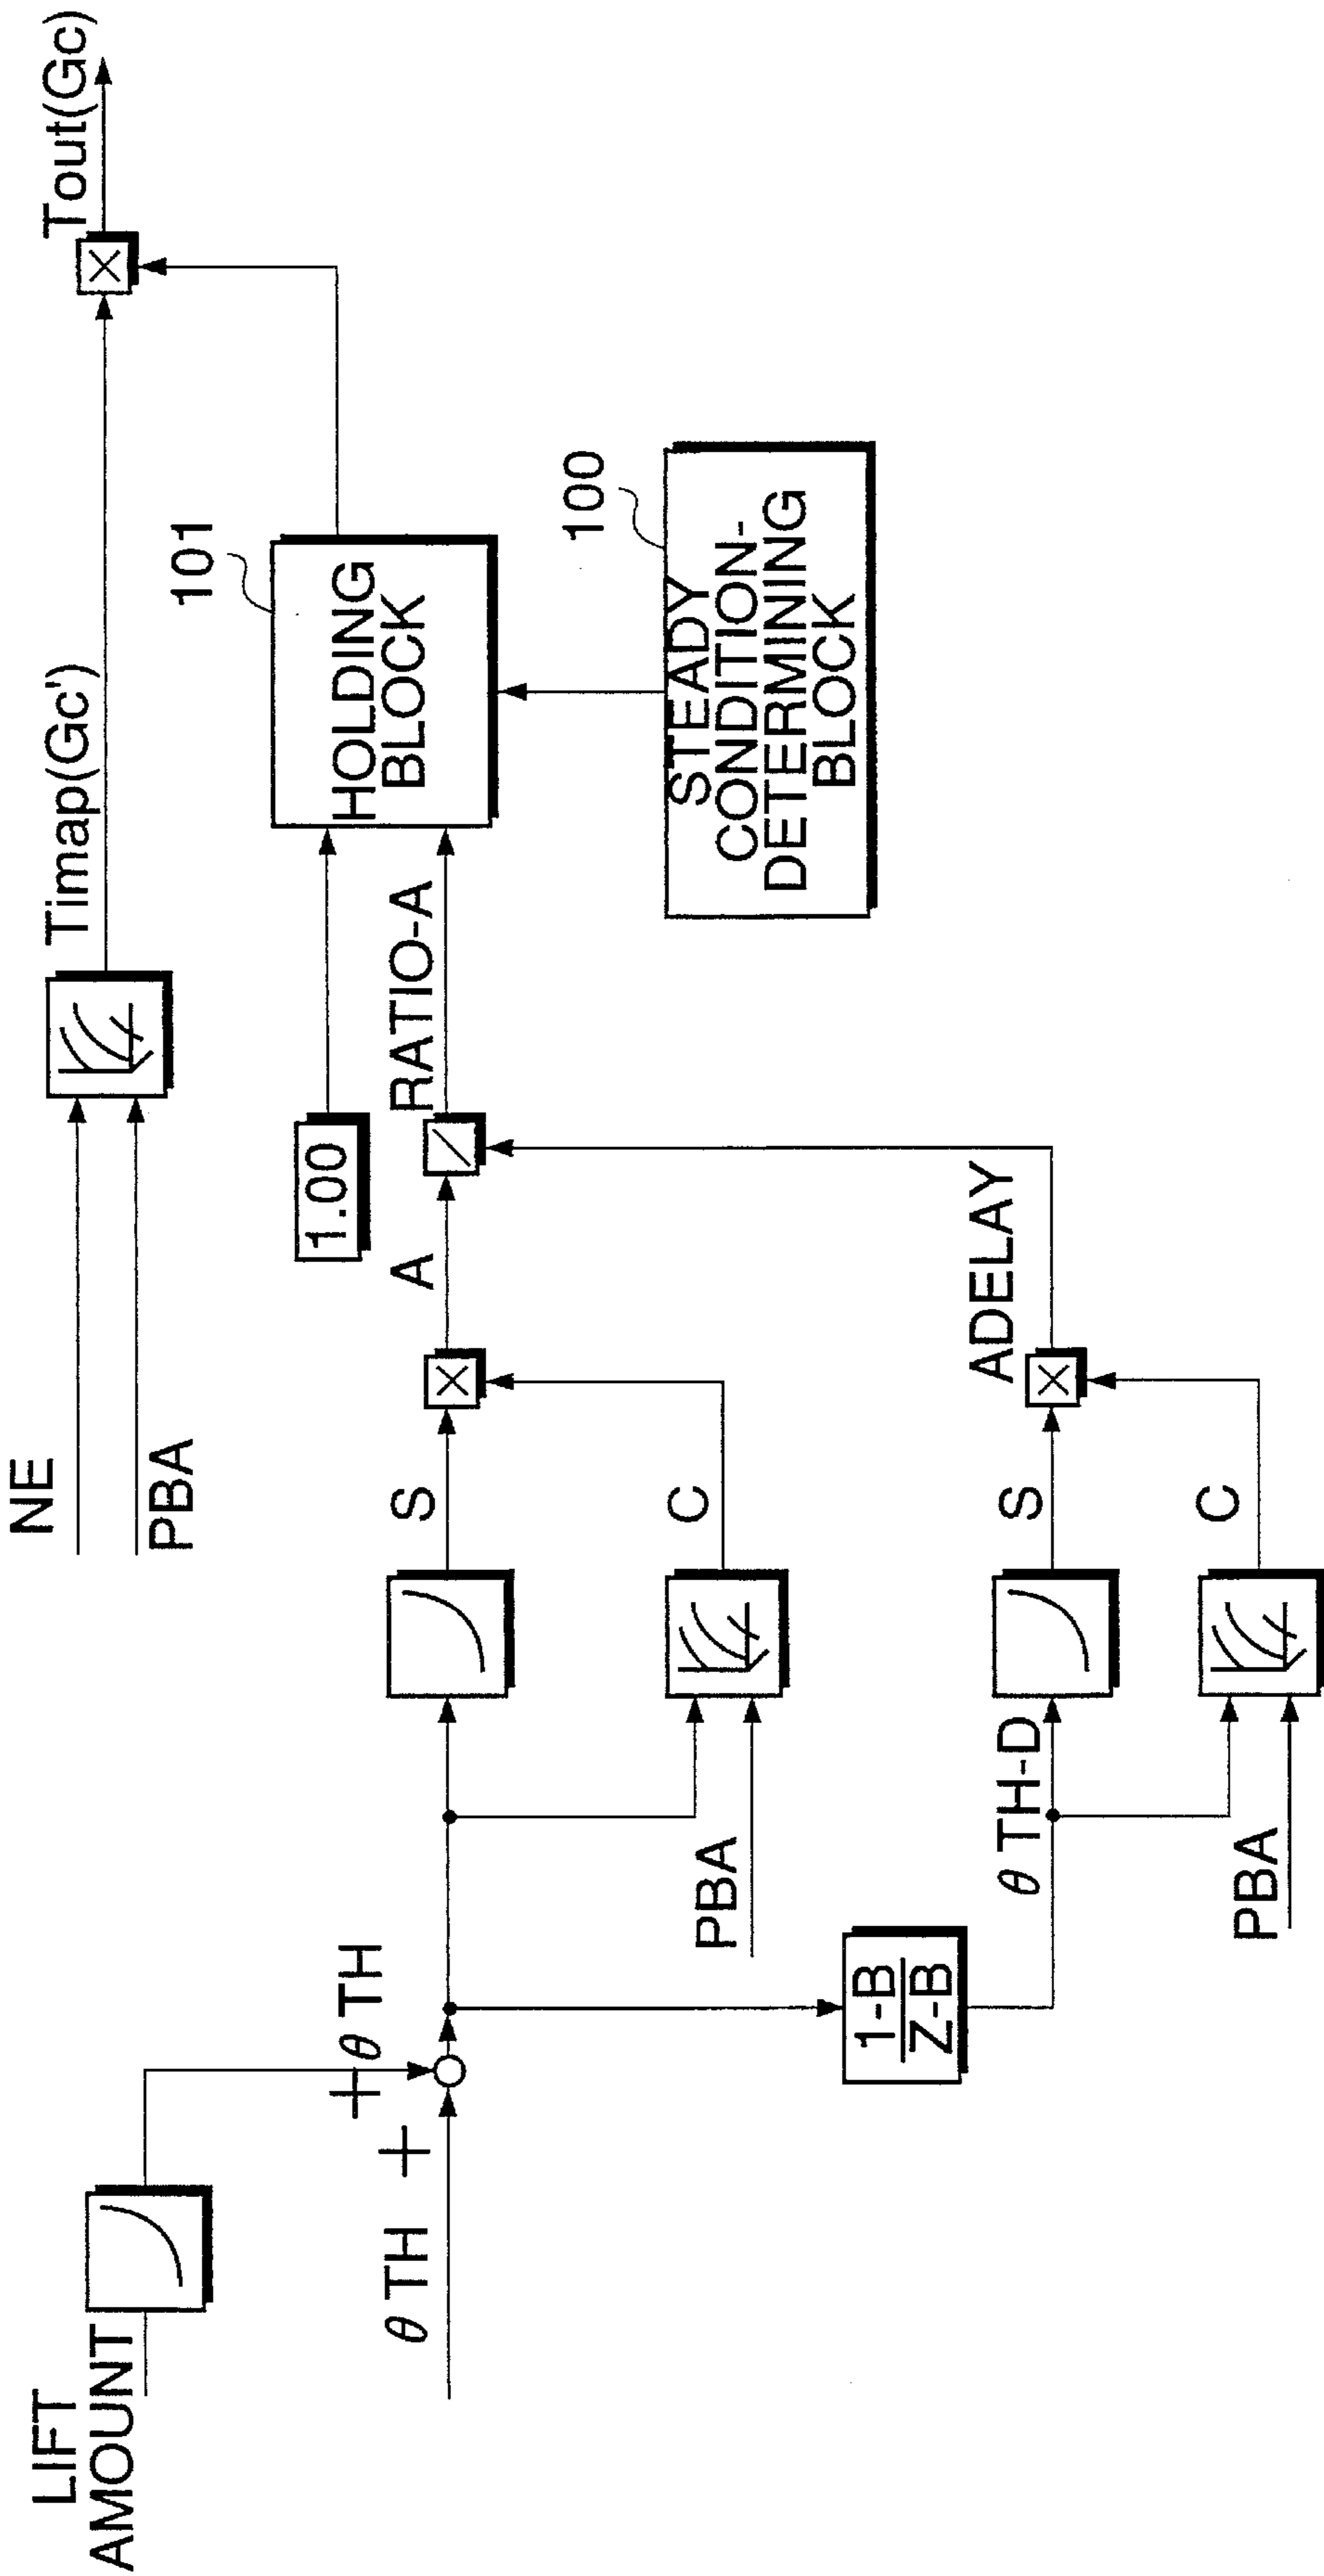 NE
PBA
Timap(Gc')
×
Tout(Gc)
LIFT
AMOUNT
+
θ TH
+
θ TH
S
×
A
/
RATIO-A
1.00
101
HOLDING
BLOCK
PBA
C
100
STEADY
CONDITION-
DETERMINING
BLOCK
1-B
Z-B
θ TH-D
S
×
ADELAY
PBA
C